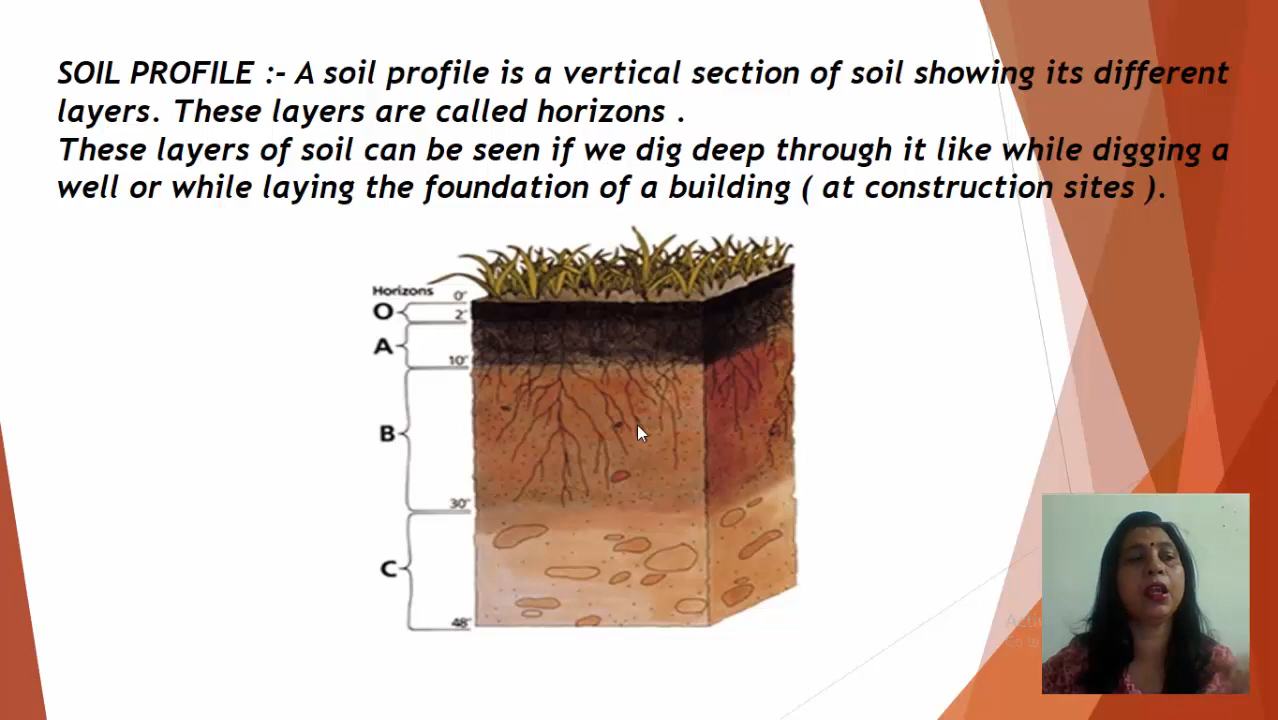 SOIL PROFILE :- A soil profile is a vertical section of soil showing its different
layers. These layers are called horizons .
These layers of soil can be seen if we dig deep through it like while digging a
well or while laying the foundation of a building ( at construction sites ).
Horizons
0"
O
2"
A
10"
B
30"
C
48"